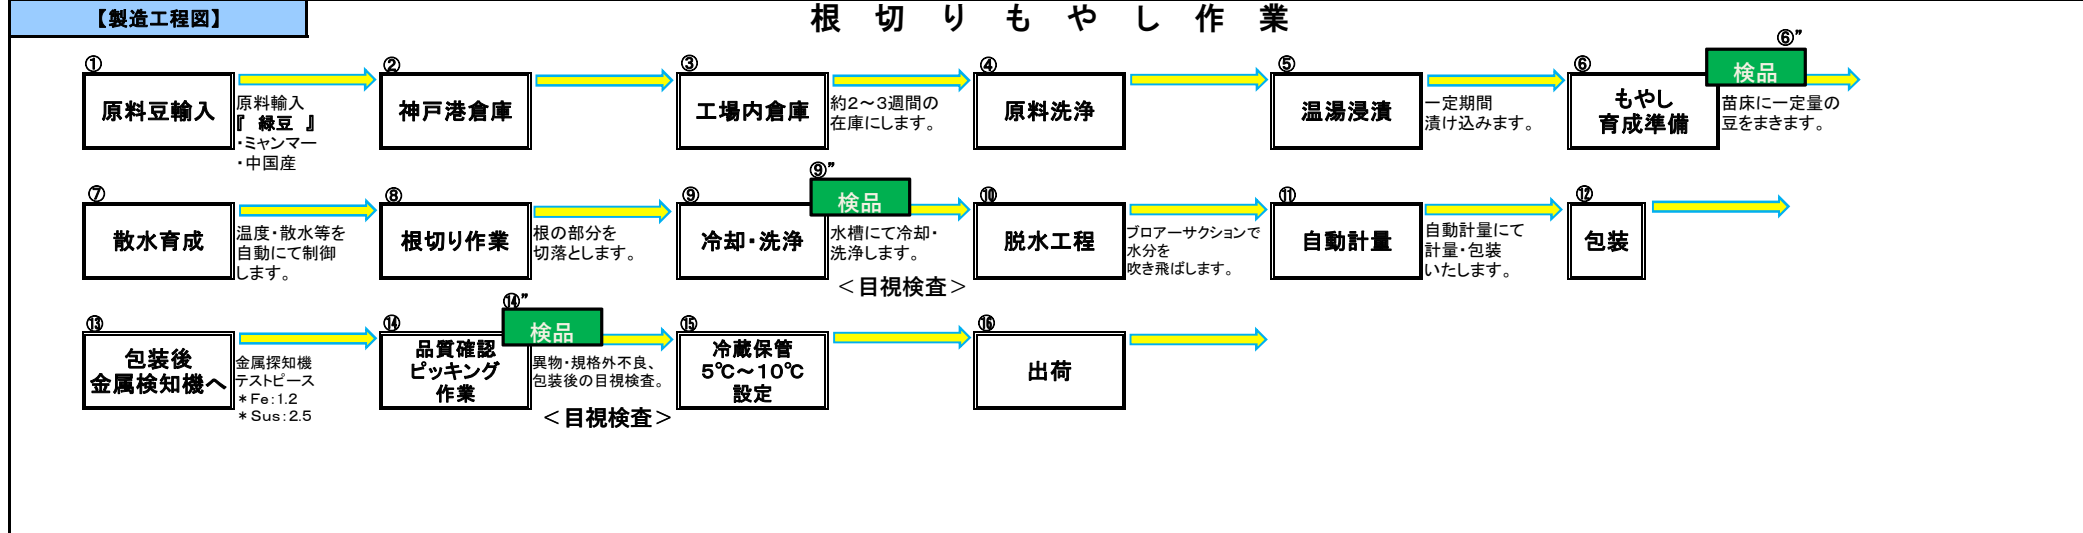 【製造工程図】
根切りもやし作業
①
原料豆輸入
原料輸入
『 緑豆 』
・ミャンマー
・中国産
②
神戸港倉庫
③
工場内倉庫
約2～3週間の
在庫にします。
④
原料洗浄
⑤
温湯浸漬
一定期間
漬け込みます。
⑥
もやし
育成準備
⑥”
検品
苗床に一定量の
豆をまきます。
⑦
散水育成
温度・散水等を
自動にて制御
します。
⑧
根切り作業
根の部分を
切落とします。
⑨
冷却・洗浄
⑨”
検品
水槽にて冷却・
洗浄します。
＜目視検査＞
⑩
脱水工程
ブロアーサクションで
水分を
吹き飛ばします。
⑪
自動計量
自動計量にて
計量・包装
いたします。
⑫
包装
⑬
包装後
金属検知機へ
金属探知機
テストピース
＊Fe：1.2
＊Sus：2.5
⑭
品質確認
ピッキング
作業
⑭”
検品
異物・規格外不良、
包装後の目視検査。
＜目視検査＞
⑮
冷蔵保管
5℃～10℃
設定
⑯
出荷